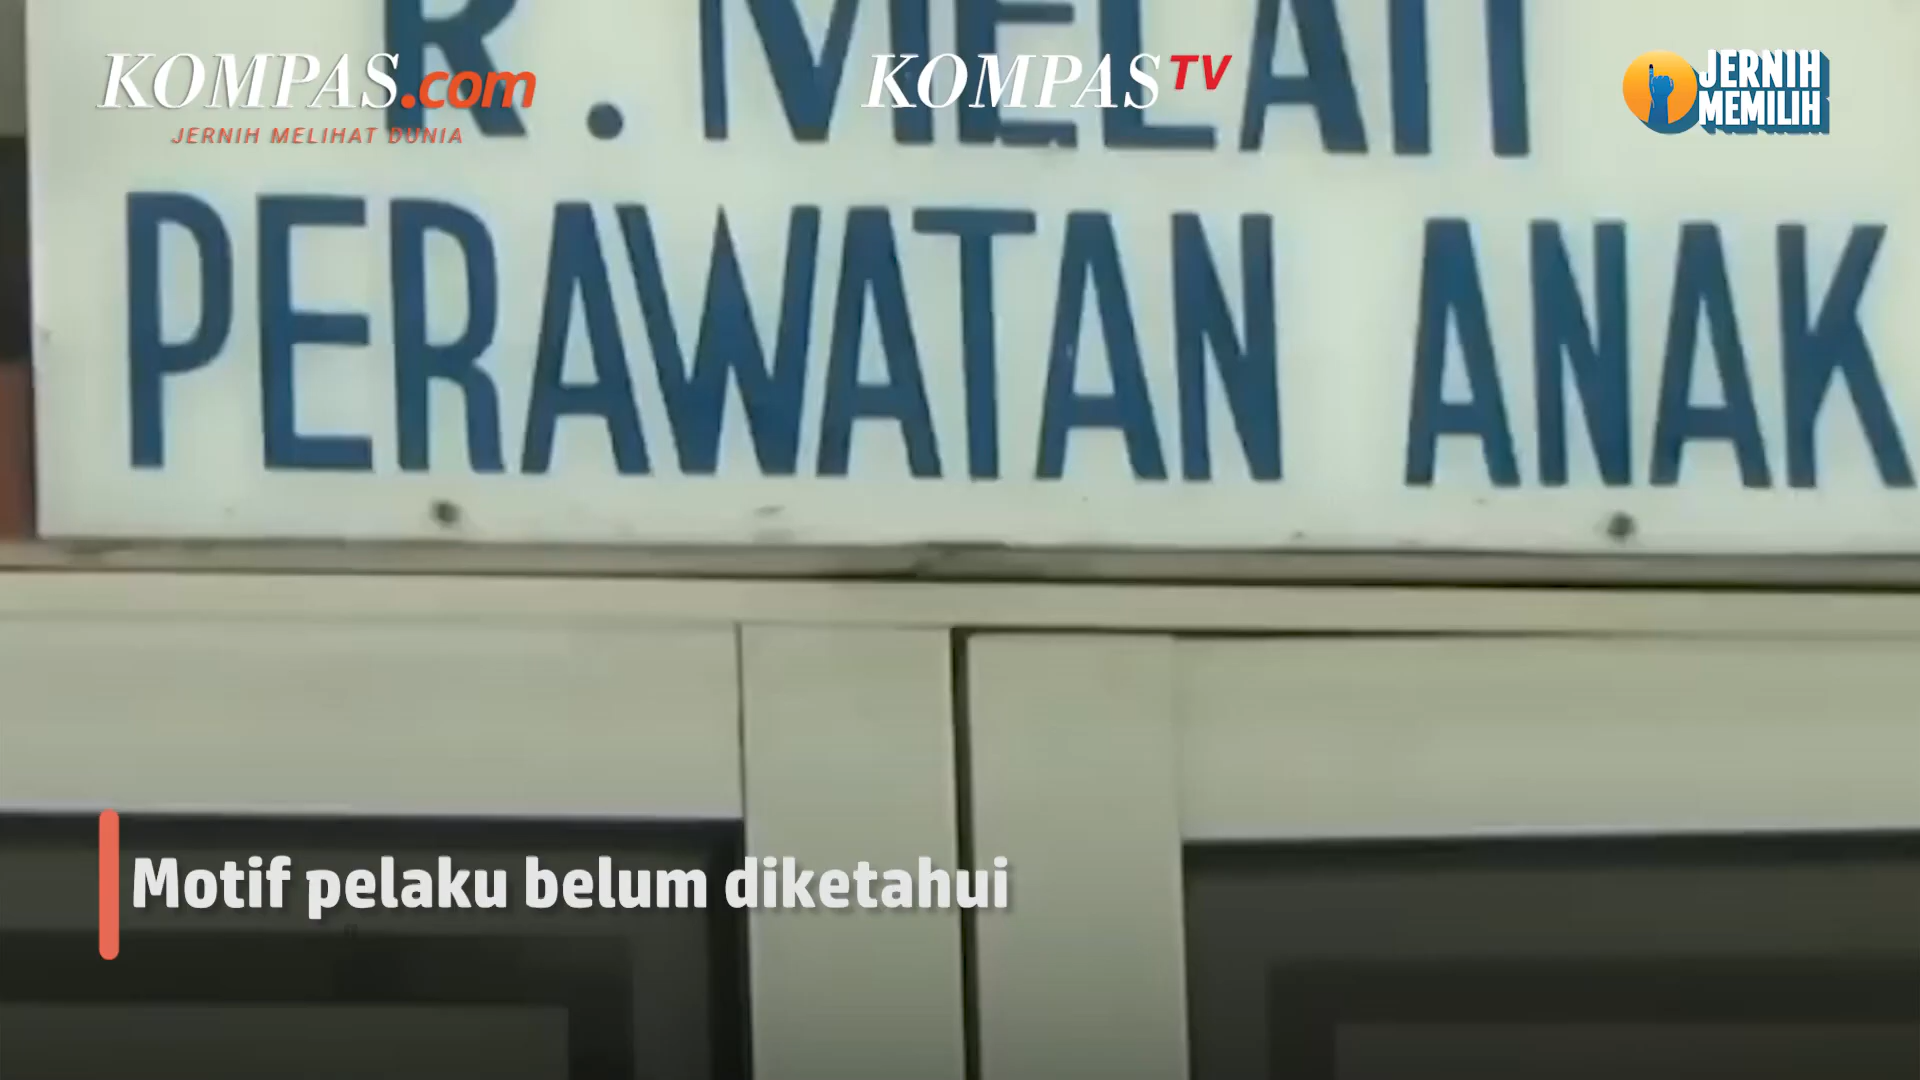 R. MELATI
KOMPAS.com
JERNIH MELIHAT DUNIA
KOMPAS TV
JERNIH
MEMILIH
PERAWATAN ANAK
Motif pelaku belum diketahui